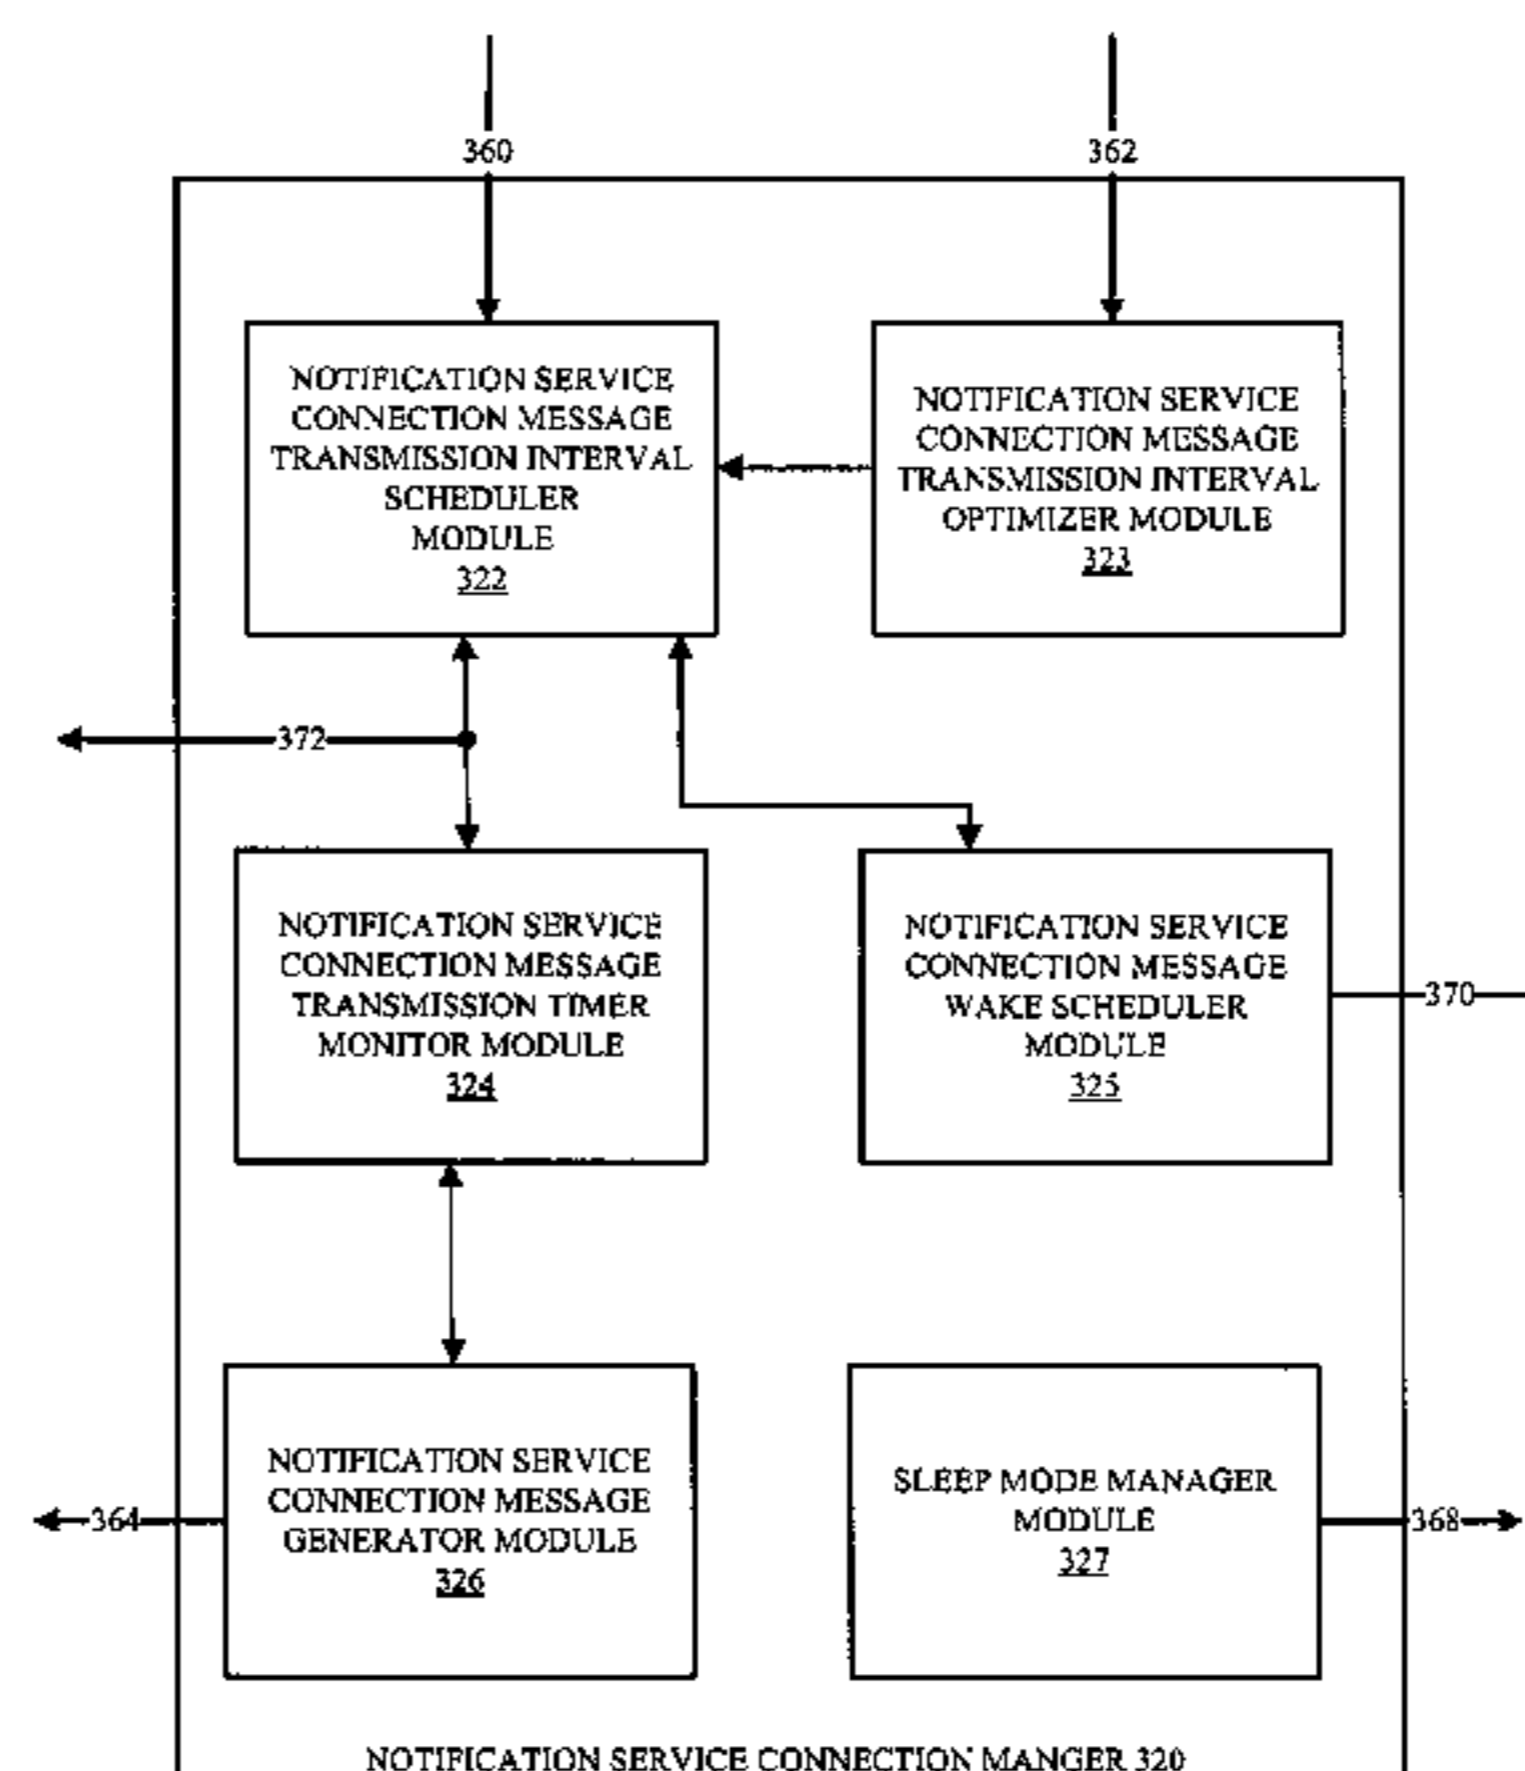 360
362
NOTIFICATION SERVICE
CONNECTION MESSAGE
TRANSMISSION INTERVAL
SCHEDULER
MODULE
322
NOTIFICATION SERVICE
CONNECTION MESSAGE
TRANSMISSION INTERVAL
OPTIMIZER MODULE
323
372
NOTIFICATION SERVICE
CONNECTION MESSAGE
TRANSMISSION TIMER
MONITOR MODULE
324
NOTIFICATION SERVICE
CONNECTION MESSAGE
WAKE SCHEDULER
MODULE
325
370
NOTIFICATION SERVICE
CONNECTION MESSAGE
GENERATOR MODULE
326
SLEEP MODE MANAGER
MODULE
327
364
368
NOTIFICATION SERVICE CONNECTION MANGER 320